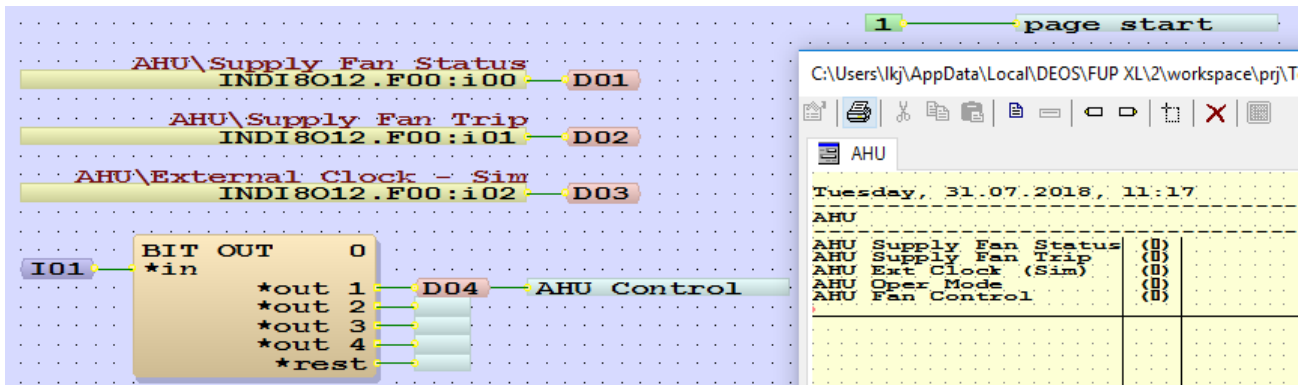 1 page start
AHU\Supply Fan Status
INDI8O12.F00:i00 D01
AHU\Supply Fan Trip
INDI8O12.F00:i01 D02
AHU\External Clock - Sim
INDI8O12.F00:i02 D03
BIT OUT 0
I01 *in
*out 1 D04 AHU Control
*out 2
*out 3
*out 4
*rest
C:\Users\lkj\AppData\Local\DEOS\FUP XL\2\workspace\prj\T
AHU
Tuesday, 31.07.2018, 11:17
AHU
AHU Supply Fan Status (0)
AHU Supply Fan Trip (0)
AHU Ext Clock (Sim) (0)
AHU Oper Mode (0)
AHU Fan Control (0)